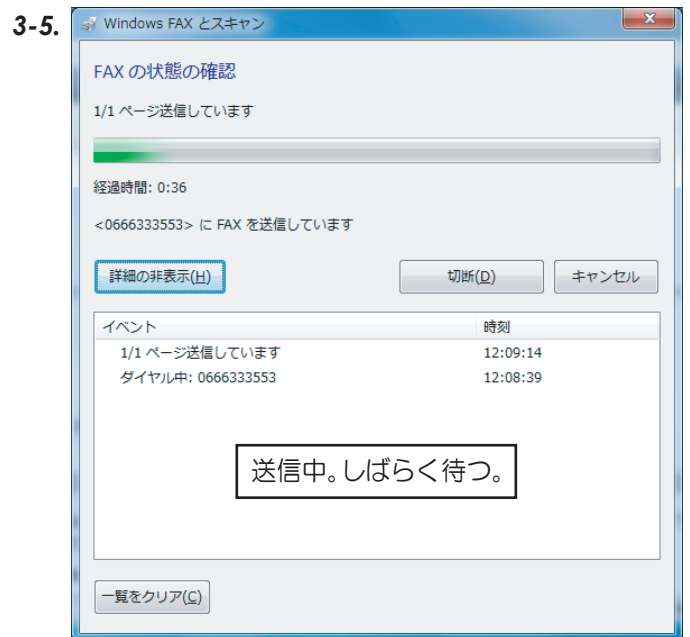 3-5.
Windows FAX とスキャン
FAX の状態の確認
1/1 ページ送信しています
経過時間: 0:36
<0666333553> に FAX を送信しています
詳細の非表示(H) 切断(D) キャンセル
イベント 時刻
1/1 ページ送信しています 12:09:14
ダイヤル中: 0666333553 12:08:39
送信中。しばらく待つ。
一覧をクリア(C)